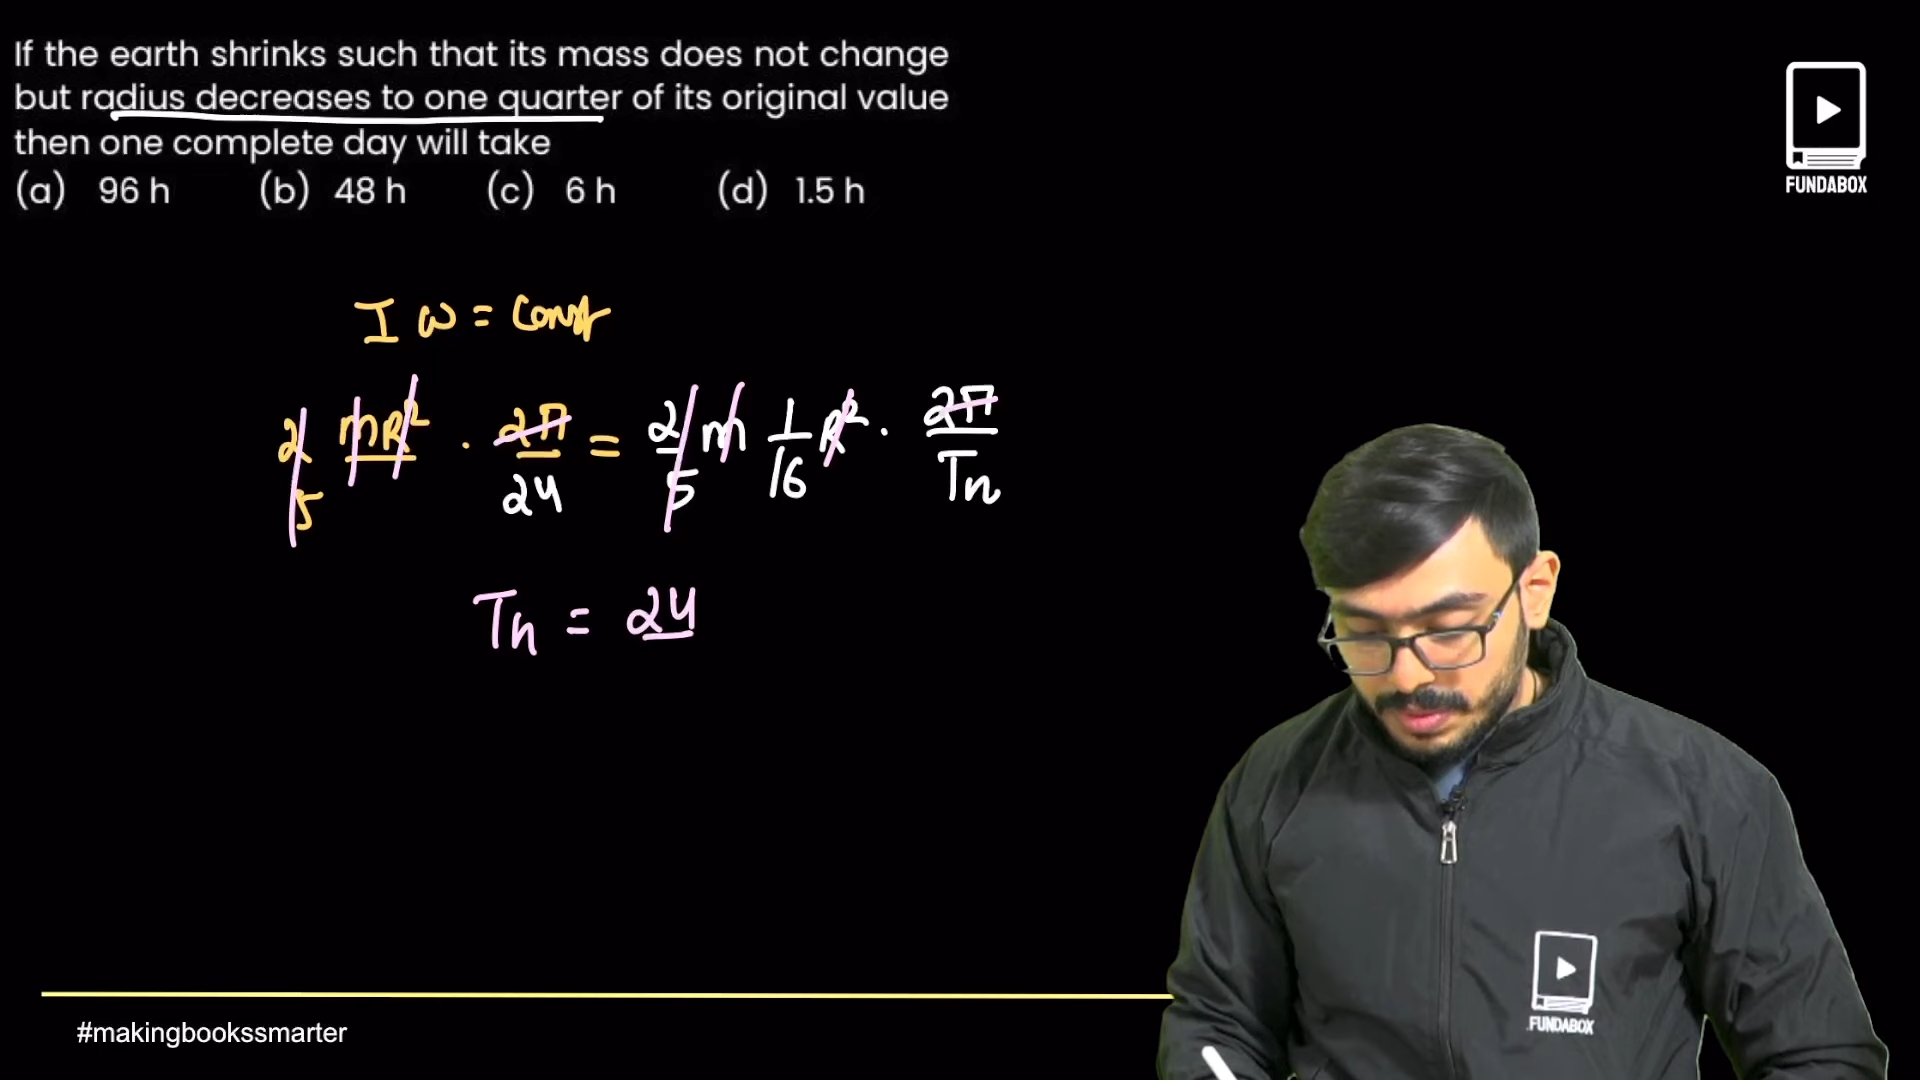 If the earth shrinks such that its mass does not change
but radius decreases to one quarter of its original value
then one complete day will take
(a) 96 h (b) 48 h (c) 6 h (d) 1.5 h
FUNDABOX
I ω = Const
2/5 mR² · 2π/24 = 2/5 m 1/16 R² · 2π/Tn
Tn = 24
FUNDABOX
#makingbookssmarter